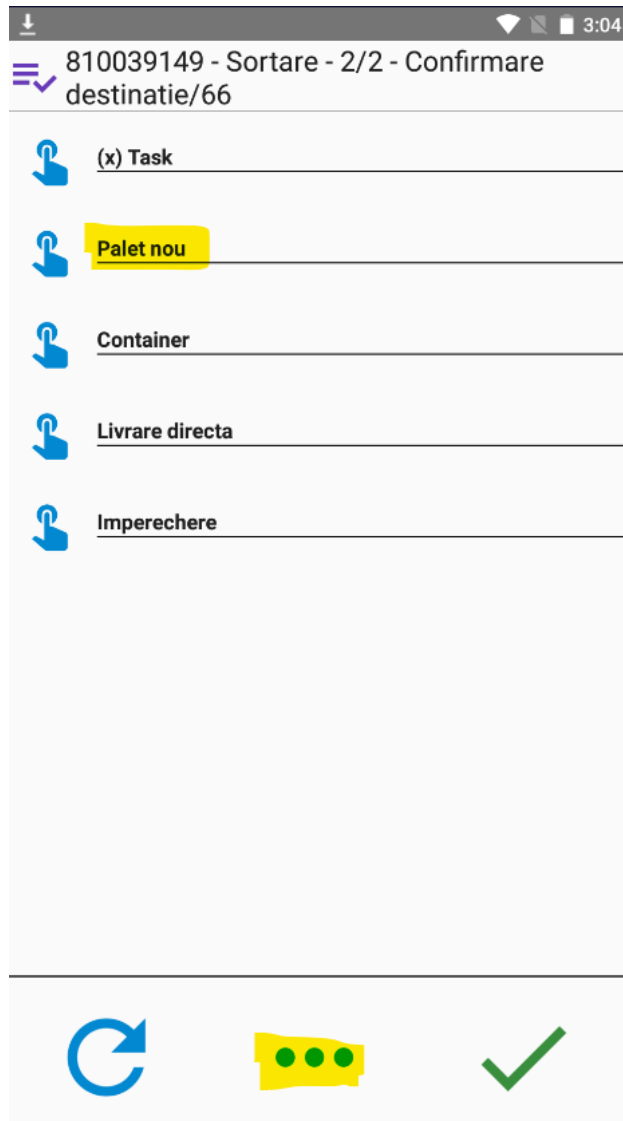 3:04
810039149 - Sortare - 2/2 - Confirmare
destinatie/66
(x) Task
Palet nou
Container
Livrare directa
Imperechere